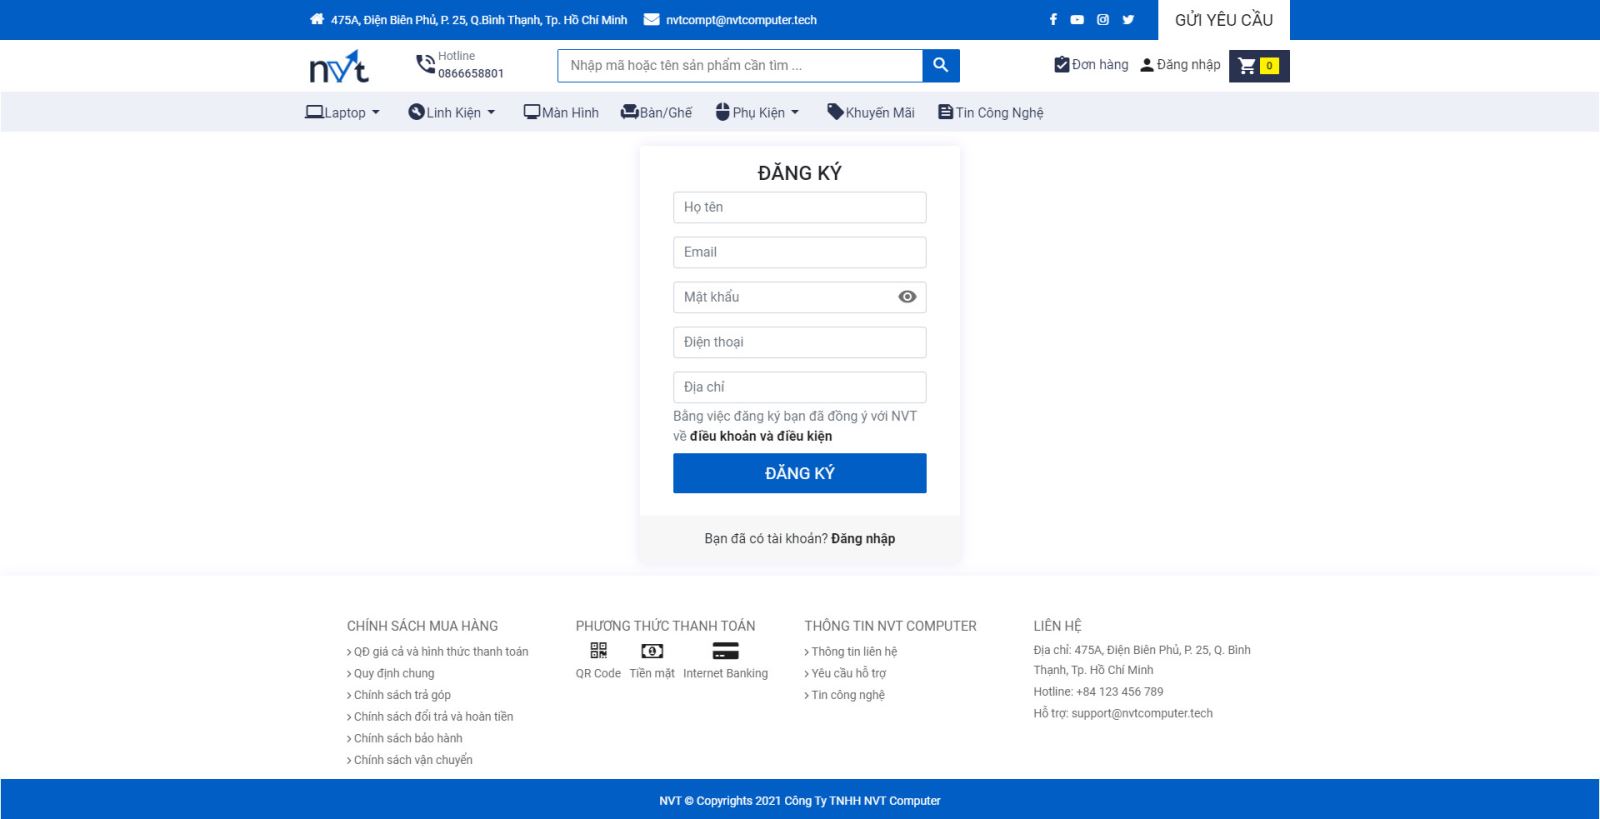 475A, Điện Biên Phủ, P. 25, Q.Bình Thạnh, Tp. Hồ Chí Minh nvtcompt@nvtcomputer.tech GỬI YÊU CẦU
nvt Hotline
0866658801
Nhập mã hoặc tên sản phẩm cần tìm ...
Đơn hàng Đăng nhập 0
Laptop Linh Kiện Màn Hình Bàn/Ghế Phụ Kiện Khuyến Mãi Tin Công Nghệ
ĐĂNG KÝ
Họ tên
Email
Mật khẩu
Điện thoại
Địa chỉ
Bằng việc đăng ký bạn đã đồng ý với NVT
về điều khoản và điều kiện
ĐĂNG KÝ
Bạn đã có tài khoản? Đăng nhập
CHÍNH SÁCH MUA HÀNG
QĐ giá cả và hình thức thanh toán
Quy định chung
Chính sách trả góp
Chính sách đổi trả và hoàn tiền
Chính sách bảo hành
Chính sách vận chuyển
PHƯƠNG THỨC THANH TOÁN
QR Code Tiền mặt Internet Banking
THÔNG TIN NVT COMPUTER
Thông tin liên hệ
Yêu cầu hỗ trợ
Tin công nghệ
LIÊN HỆ
Địa chỉ: 475A, Điện Biên Phủ, P. 25, Q. Bình
Thạnh, Tp. Hồ Chí Minh
Hotline: +84 123 456 789
Hỗ trợ: support@nvtcomputer.tech
NVT © Copyrights 2021 Công Ty TNHH NVT Computer